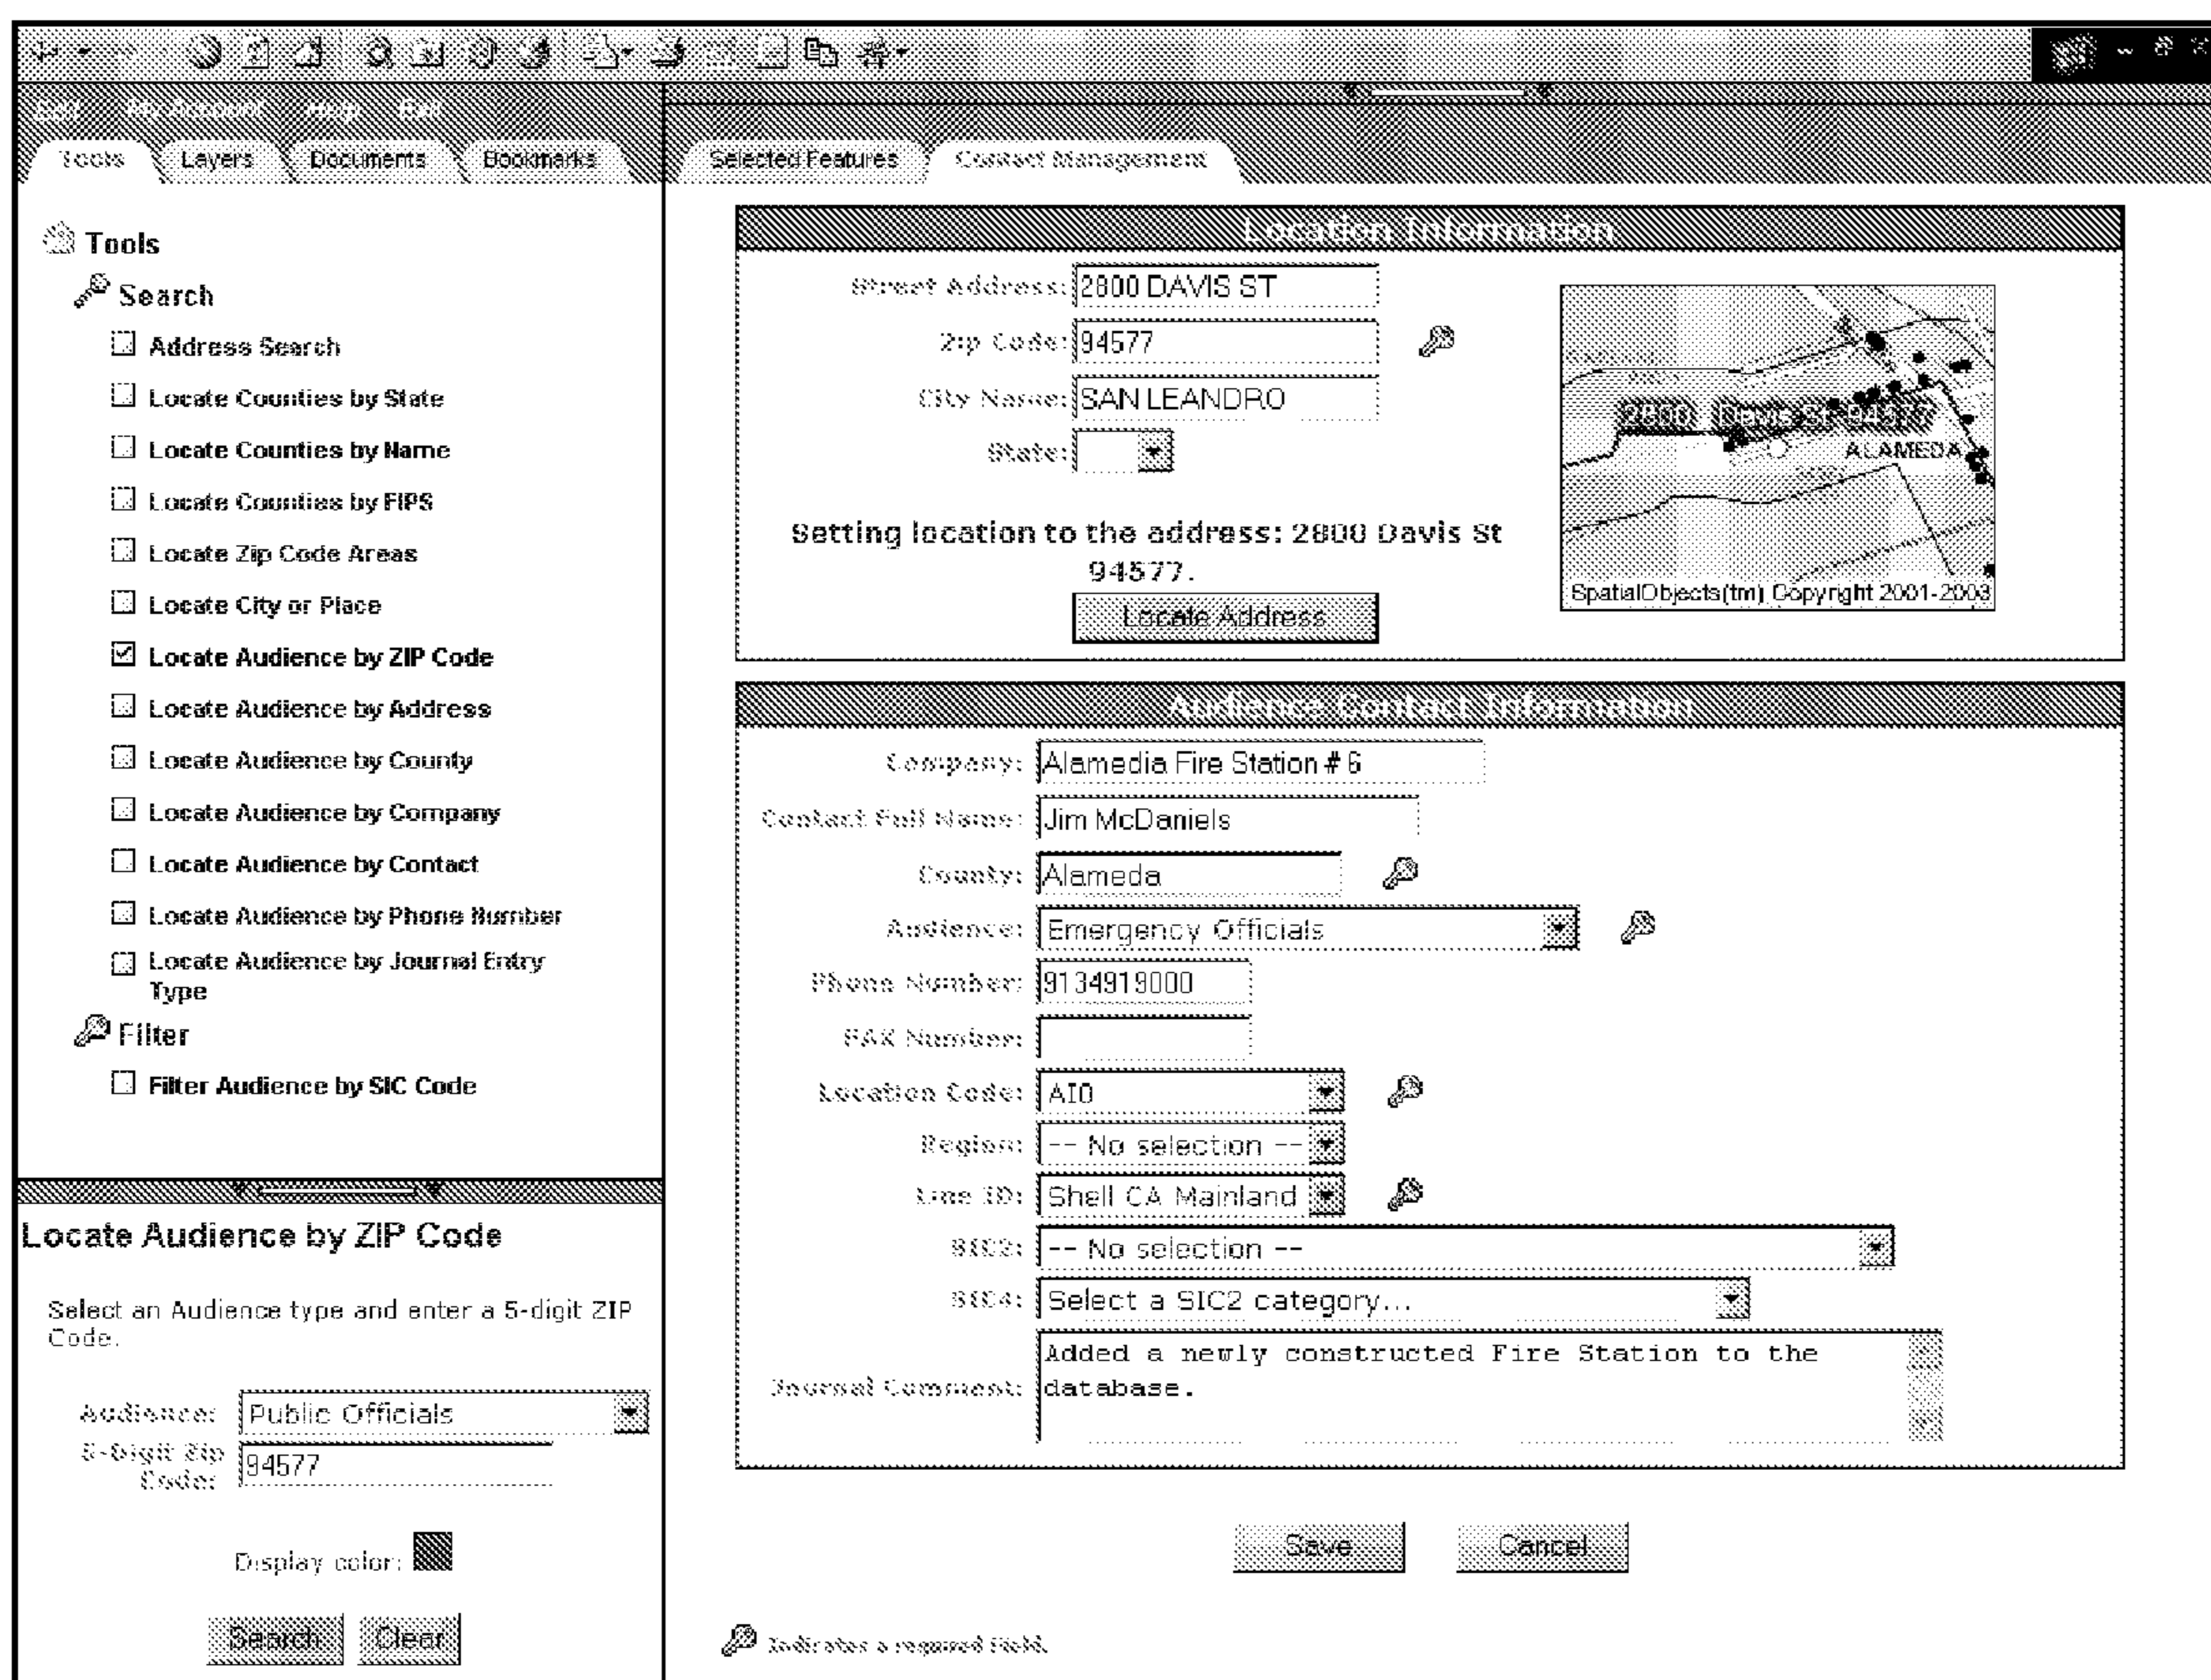 Edit My Account Help Exit
Tools Layers Documents Bookmarks
Selected Features Contact Management
Tools
Search
Address Search
Locate Counties by State
Locate Counties by Name
Locate Counties by FIPS
Locate Zip Code Areas
Locate City or Place
Locate Audience by ZIP Code
Locate Audience by Address
Locate Audience by County
Locate Audience by Company
Locate Audience by Contact
Locate Audience by Phone Number
Locate Audience by Journal Entry
Type
Filter
Filter Audience by SIC Code
Locate Audience by ZIP Code
Select an Audience type and enter a 5-digit ZIP
Code.
Audience: Public Officials
5-Digit Zip
Code: 94577
Display color:
Search Clear
Location Information
Street Address: 2800 DAVIS ST
Zip Code: 94577
City Name: SAN LEANDRO
State:
Setting location to the address: 2800 Davis St
94577.
Locate Address
2800 Davis St 94577
ALAMEDA
SpatialObjects(tm) Copyright 2001-2003
Audience Contact Information
Company: Alamedia Fire Station # 6
Contact Full Name: Jim McDaniels
County: Alameda
Audience: Emergency Officials
Phone Number: 9134919000
FAX Number:
Location Code: AI0
Region: -- No selection --
Line ID: Shell CA Mainland
SIC2: -- No selection --
SIC4: Select a SIC2 category...
Journal Comment: Added a newly constructed Fire Station to the
database.
Save Cancel
Indicates a required field.